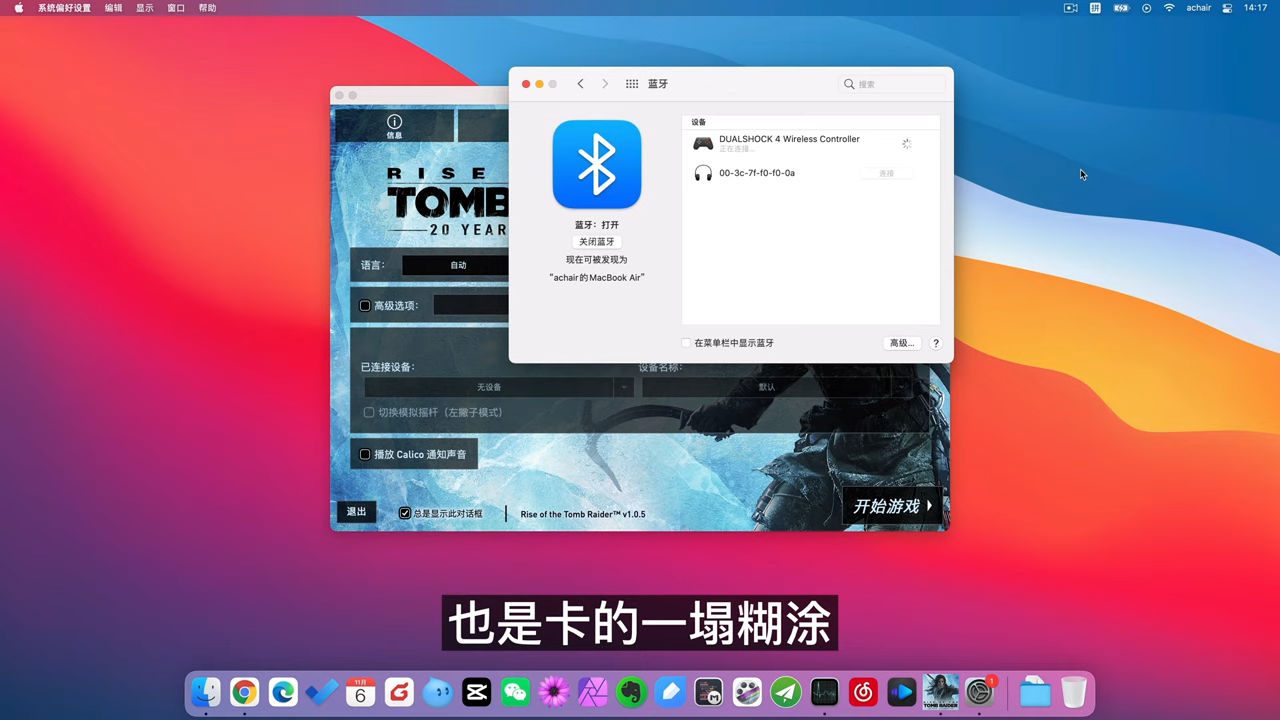 系统偏好设置 编辑 显示 窗口 帮助
拼 achair 14:17
蓝牙
搜索
设备
DUALSHOCK 4 Wireless Controller
正在连接...
00-3c-7f-f0-f0-0a
连接
蓝牙：打开
关闭蓝牙
现在可被发现为
“achair的MacBook Air”
在菜单栏中显示蓝牙
高级...
?
信息
RISE
TOMB
20 YEAR
语言：
自动
高级选项：
已连接设备：
设备名称：
无设备
默认
切换模拟摇杆（左撇子模式）
播放 Calico 通知声音
退出
总是显示此对话框
Rise of the Tomb Raider™ v1.0.5
开始游戏
也是卡的一塌糊涂
11月
6
1
TOMB RAIDER